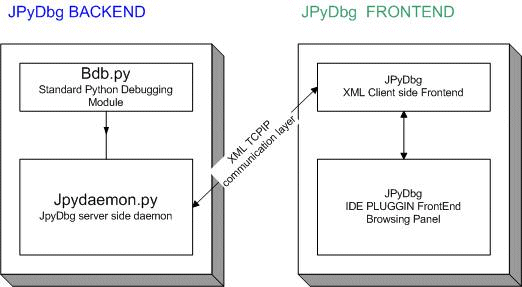 JPyDbg BACKEND
JPyDbg FRONTEND
Bdb.py
Standard Python Debugging
Module
Jpydaemon.py
JpyDbg server side daemon
XML TCPIP
communication layer
JPyDbg
XML Client side Frontend
JPyDbg
IDE PLUGGIN FrontEnd
Browsing Panel